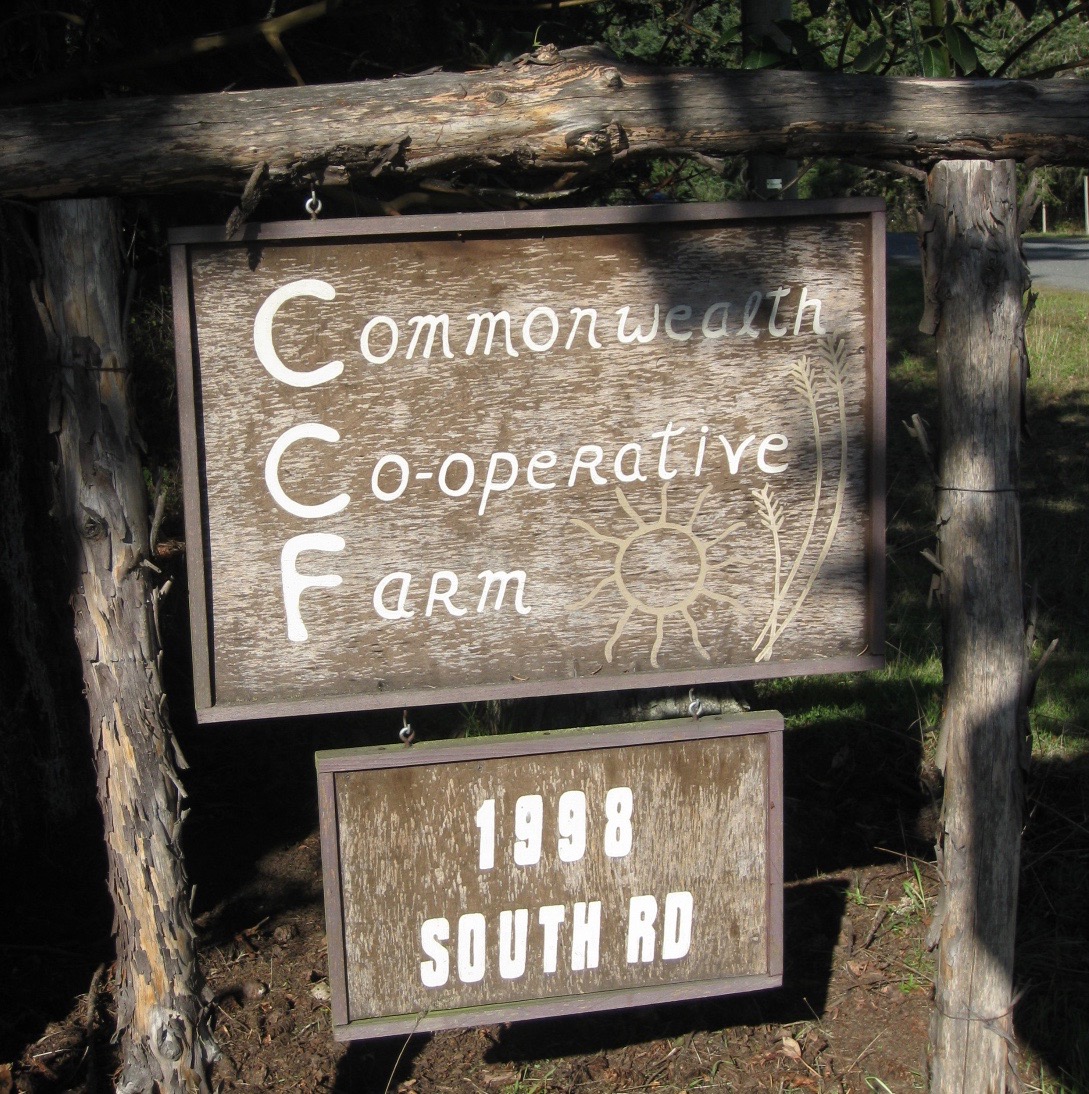 Commonwealth
Co-operative
Farm
1998
SOUTH RD